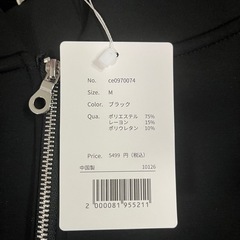 No. ce0970074
Size. M
Color. ブラック
Qua. ポリエステル 75%
レーヨン 15%
ポリウレタン 10%
Price. 5499 円（税込）
中国製 10126
2 000081 955211